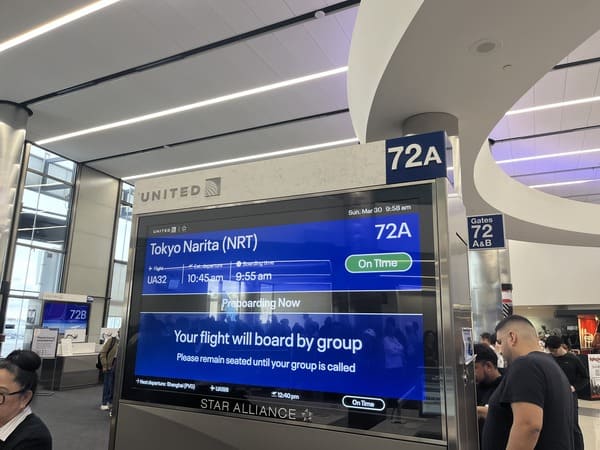 72A
UNITED
UNITED
Sun. Mar 30 9:58 am
Tokyo Narita (NRT)
72A
Flight
Est. departure
Boarding time
UA32
10:45 am
9:55 am
On Time
Preboarding Now
Your flight will board by group
Please remain seated until your group is called
Next departure: Shanghai (PVG)
12:40 pm
On Time
STAR ALLIANCE
Gates
72
A&B
72B